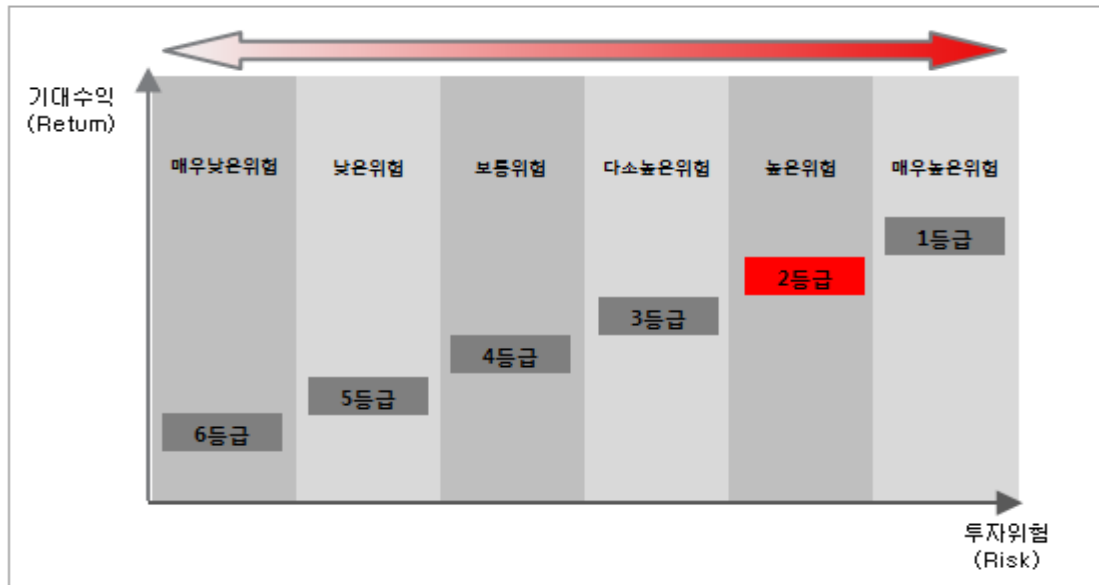 기대수익
(Retum)
매우낮은위험
낮은위험
보통위험
다소높은위험
높은위험
매우높은위험
1등급
2등급
3등급
4등급
5등급
6등급
투자위험
(Risk)